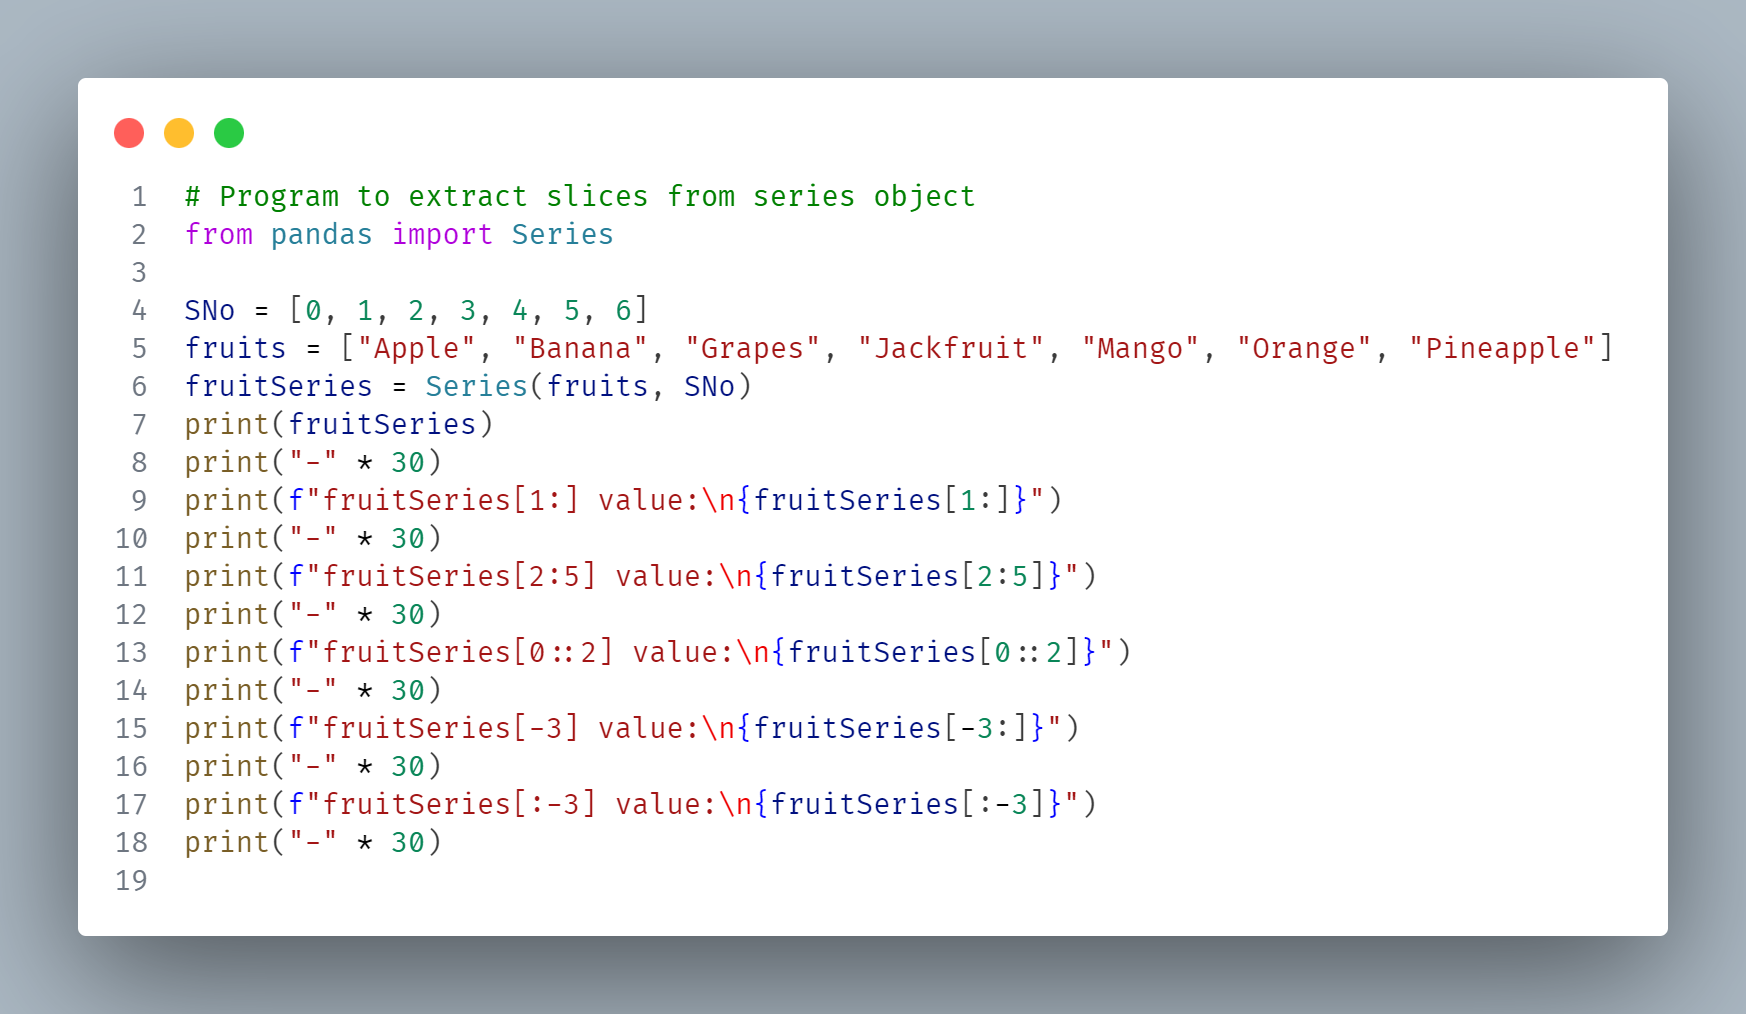 1 # Program to extract slices from series object
2 from pandas import Series
3
4 SNo = [0, 1, 2, 3, 4, 5, 6]
5 fruits = ["Apple", "Banana", "Grapes", "Jackfruit", "Mango", "Orange", "Pineapple"]
6 fruitSeries = Series(fruits, SNo)
7 print(fruitSeries)
8 print("-" * 30)
9 print(f"fruitSeries[1:] value:\n{fruitSeries[1:]}")
10 print("-" * 30)
11 print(f"fruitSeries[2:5] value:\n{fruitSeries[2:5]}")
12 print("-" * 30)
13 print(f"fruitSeries[0::2] value:\n{fruitSeries[0::2]}")
14 print("-" * 30)
15 print(f"fruitSeries[-3] value:\n{fruitSeries[-3:]}")
16 print("-" * 30)
17 print(f"fruitSeries[:-3] value:\n{fruitSeries[:-3]}")
18 print("-" * 30)
19